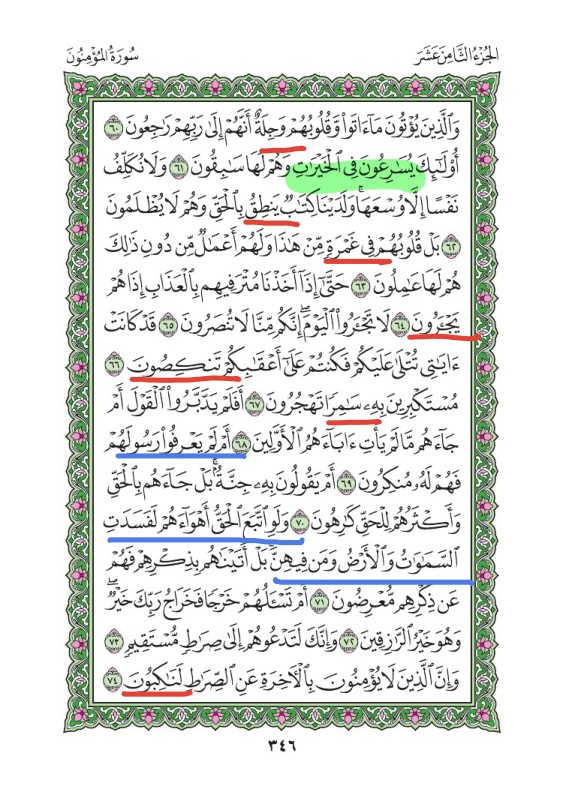 الجُزْءُ الثَّامِنَ عَشَرَ
سُورَةُ المُؤْمِنُونَ
وَٱلَّذِينَ يُؤْتُونَ مَآ ءَاتَوا۟ وَّقُلُوبُهُمْ وَجِلَةٌ أَنَّهُمْ إِلَىٰ رَبِّهِمْ رَٰجِعُونَ ٦٠
أُو۟لَٰٓئِكَ يُسَٰرِعُونَ فِى ٱلْخَيْرَٰتِ وَهُمْ لَهَا سَٰبِقُونَ ٦١ وَلَا نُكَلِّفُ
نَفْسًا إِلَّا وُسْعَهَا ۖ وَلَدَيْنَا كِتَٰبٌ يَنطِقُ بِٱلْحَقِّ وَهُمْ لَا يُظْلَمُونَ
٦٢ بَلْ قُلُوبُهُمْ فِى غَمْرَةٍ مِّنْ هَٰذَا وَلَهُمْ أَعْمَٰلٌ مِّن دُونِ ذَٰلِكَ
هُمْ لَهَا عَٰمِلُونَ ٦٣ حَتَّىٰٓ إِذَآ أَخَذْنَا مُتْرَفِيهِم بِٱلْعَذَابِ إِذَا هُمْ
يَجْـَٔرُونَ ٦٤ لَا تَجْـَٔرُوا۟ ٱلْيَوْمَ ۖ إِنَّكُم مِّنَّا لَا تُنصَرُونَ ٦٥ قَدْ كَانَتْ
ءَايَٰتِى تُتْلَىٰ عَلَيْكُمْ فَكُنتُمْ عَلَىٰٓ أَعْقَٰبِكُمْ تَنكِصُونَ ٦٦
مُسْتَكْبِرِينَ بِهِۦ سَٰمِرًا تَهْجُرُونَ ٦٧ أَفَلَمْ يَدَّبَّرُوا۟ ٱلْقَوْلَ أَمْ
جَآءَهُم مَّا لَمْ يَأْتِ ءَابَآءَهُمُ ٱلْأَوَّلِينَ ٦٨ أَمْ لَمْ يَعْرِفُوا۟ رَسُولَهُمْ
فَهُمْ لَهُۥ مُنكِرُونَ ٦٩ أَمْ يَقُولُونَ بِهِۦ جِنَّةٌۢ ۚ بَلْ جَآءَهُم بِٱلْحَقِّ
وَأَكْثَرُهُمْ لِلْحَقِّ كَٰرِهُونَ ٧٠ وَلَوِ ٱتَّبَعَ ٱلْحَقُّ أَهْوَآءَهُمْ لَفَسَدَتِ
ٱلسَّمَٰوَٰتُ وَٱلْأَرْضُ وَمَن فِيهِنَّ ۚ بَلْ أَتَيْنَٰهُم بِذِكْرِهِمْ فَهُمْ
عَن ذِكْرِهِم مُّعْرِضُونَ ٧١ أَمْ تَسْـَٔلُهُمْ خَرْجًا فَخَرَاجُ رَبِّكَ خَيْرٌ ۖ
وَهُوَ خَيْرُ ٱلرَّٰزِقِينَ ٧٢ وَإِنَّكَ لَتَدْعُوهُمْ إِلَىٰ صِرَٰطٍ مُّسْتَقِيمٍ ٧٣
وَإِنَّ ٱلَّذِينَ لَا يُؤْمِنُونَ بِٱلْءَاخِرَةِ عَنِ ٱلصِّرَٰطِ لَنَٰكِبُونَ ٧٤
٣٤٦